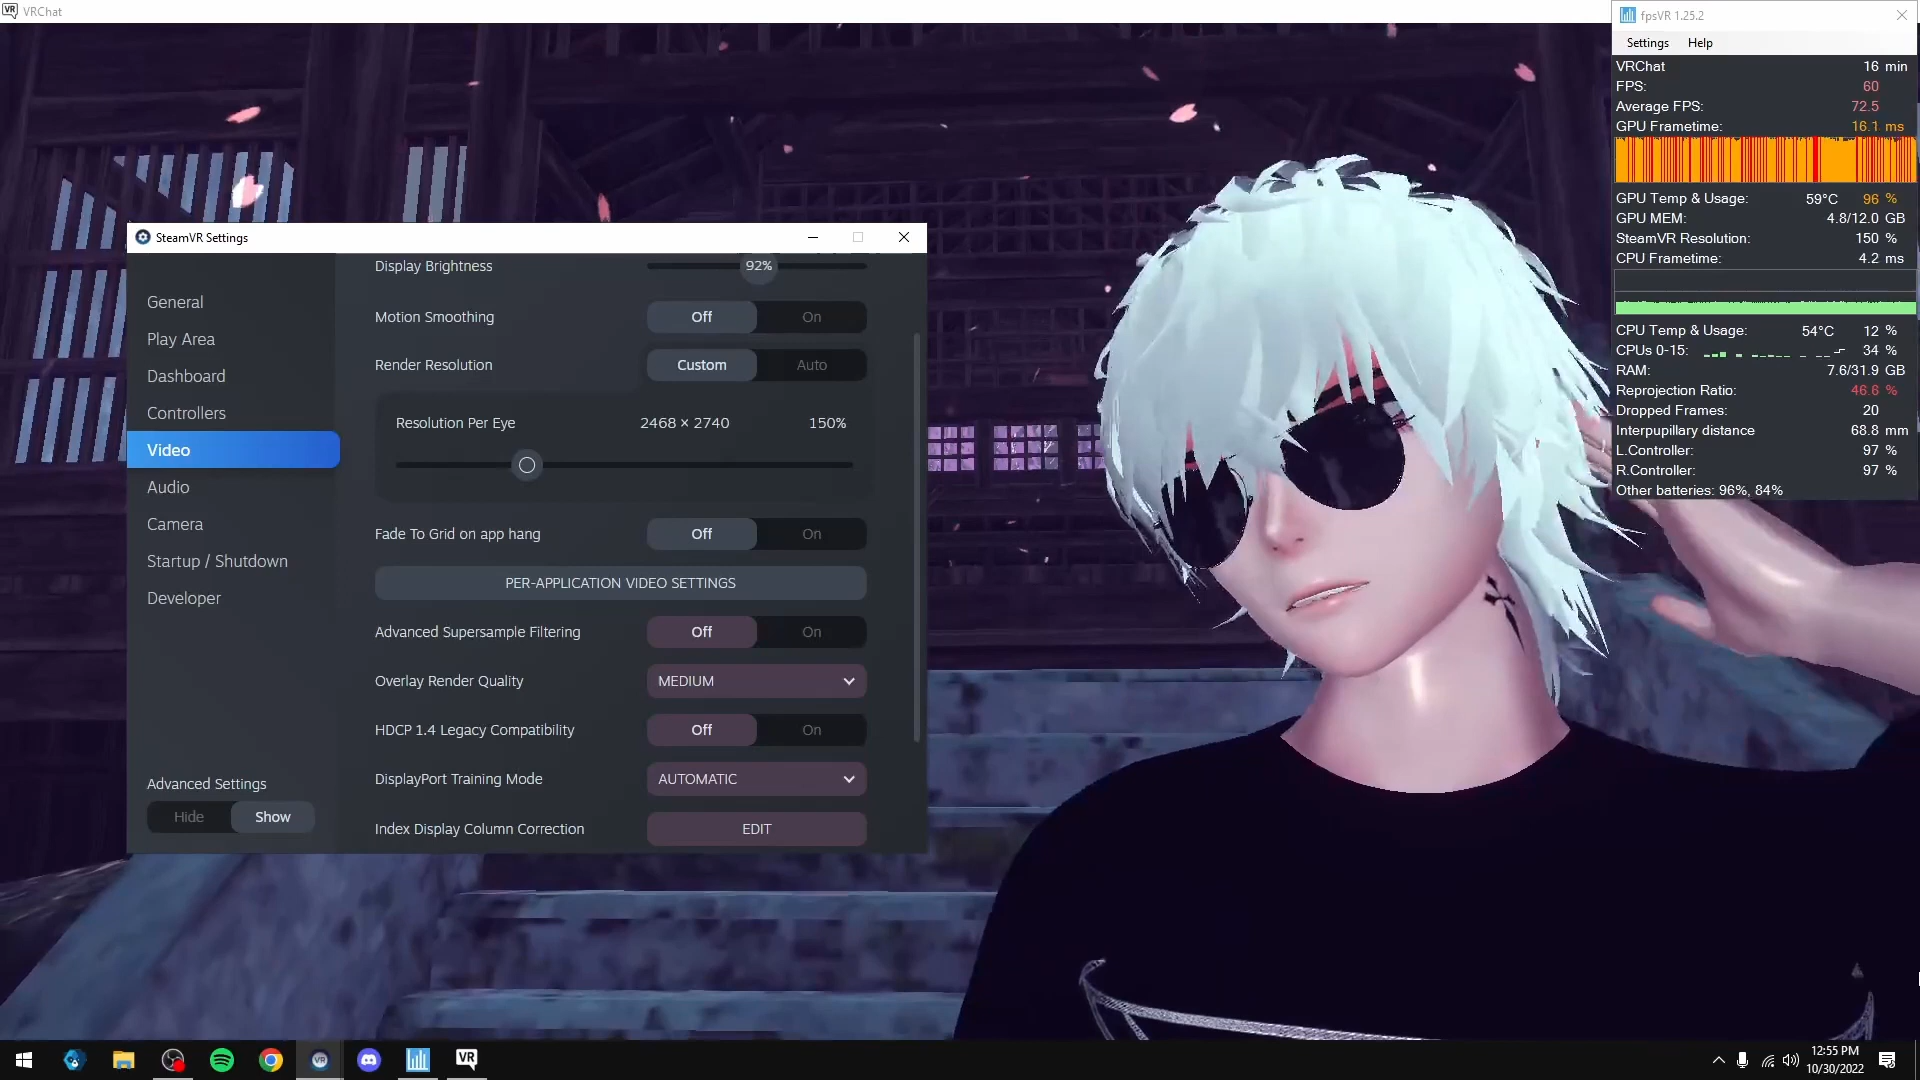 VRChat
fpsVR 1.25.2
Settings Help
VRChat 16 min
FPS: 60
Average FPS: 72.5
GPU Frametime: 16.1 ms
GPU Temp & Usage: 59°C 96 %
GPU MEM: 4.8/12.0 GB
SteamVR Resolution: 150 %
CPU Frametime: 4.2 ms
CPU Temp & Usage: 54°C 12 %
CPUs 0-15: 34 %
RAM: 7.6/31.9 GB
Reprojection Ratio: 46.8 %
Dropped Frames: 20
Interpupillary distance 68.8 mm
L.Controller: 97 %
R.Controller: 97 %
Other batteries: 96%, 84%
SteamVR Settings
General
Play Area
Dashboard
Controllers
Video
Audio
Camera
Startup / Shutdown
Developer
Advanced Settings
Hide Show
Display Brightness 92%
Motion Smoothing Off On
Render Resolution Custom Auto
Resolution Per Eye 2468 × 2740 150%
Fade To Grid on app hang Off On
PER-APPLICATION VIDEO SETTINGS
Advanced Supersample Filtering Off On
Overlay Render Quality MEDIUM
HDCP 1.4 Legacy Compatibility Off On
DisplayPort Training Mode AUTOMATIC
Index Display Column Correction EDIT
VR
VR
12:55 PM
10/30/2022